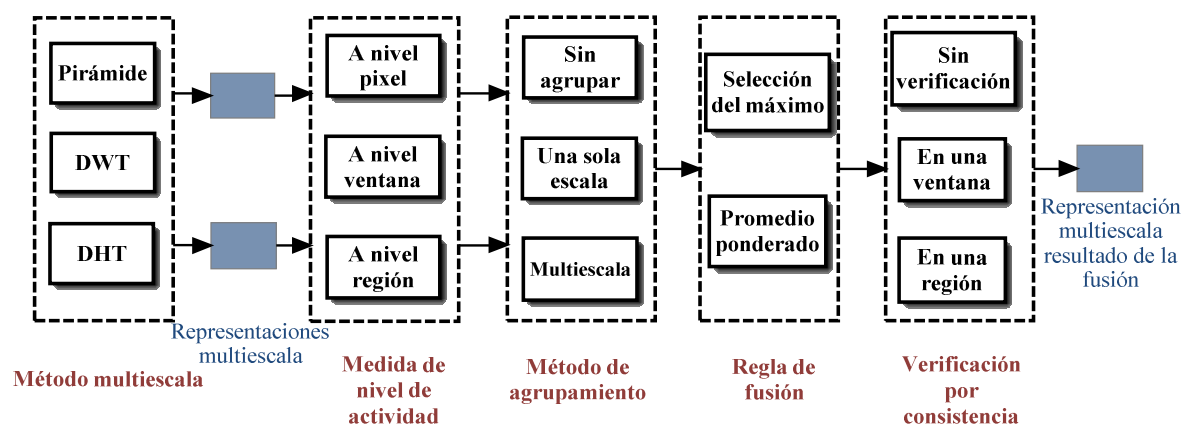 Pirámide
DWT
DHT
Método multiescala
Representaciones
multiescala
A nivel
pixel
A nivel
ventana
A nivel
región
Medida de
nivel de
actividad
Sin
agrupar
Una sola
escala
Multiescala
Método de
agrupamiento
Selección
del máximo
Promedio
ponderado
Regla de
fusión
Sin
verificación
En una
ventana
En una
región
Verificación
por
consistencia
Representación
multiescala
resultado de la
fusión